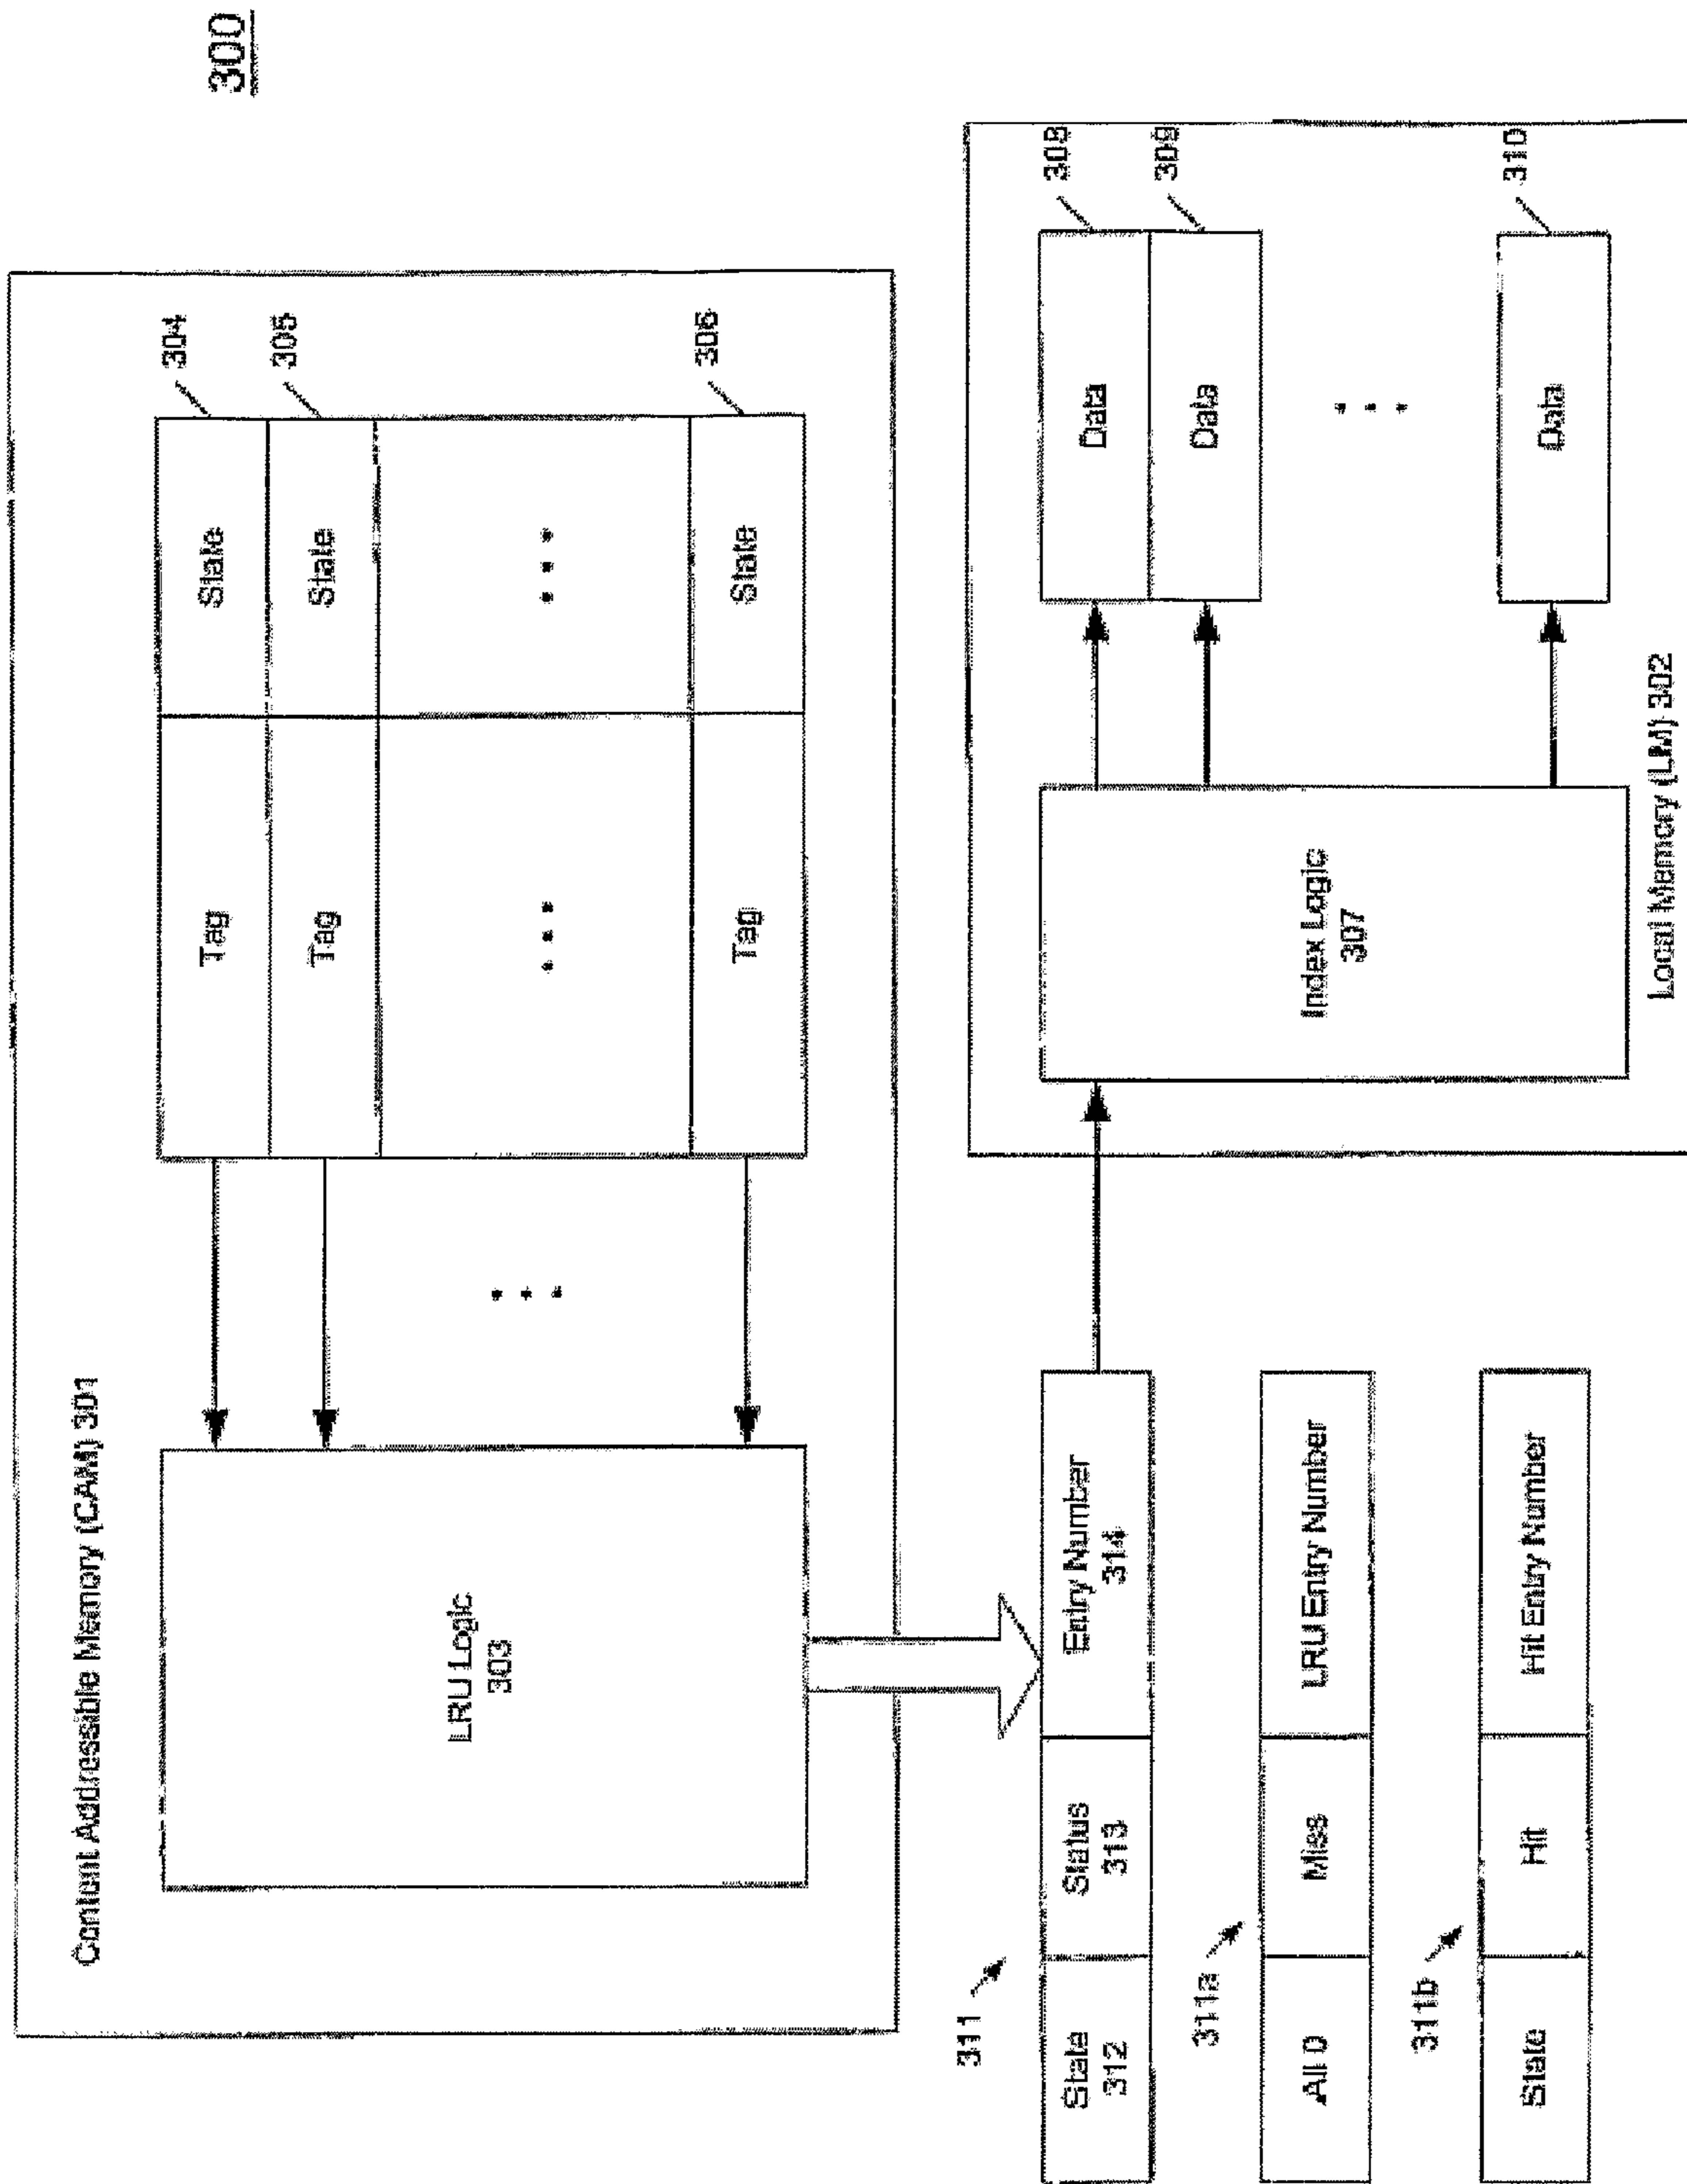 300
Content Addressible Memory (CAM) 301
LRU Logic
303
Tag
State
304
Tag
State
305
Tag
State
306
311
State
312
Status
313
Entry Number
314
311a
All 0
Miss
LRU Entry Number
311b
State
Hit
Hit Entry Number
Index Logic
307
Data
308
Data
309
Data
310
Local Memory (LM) 302